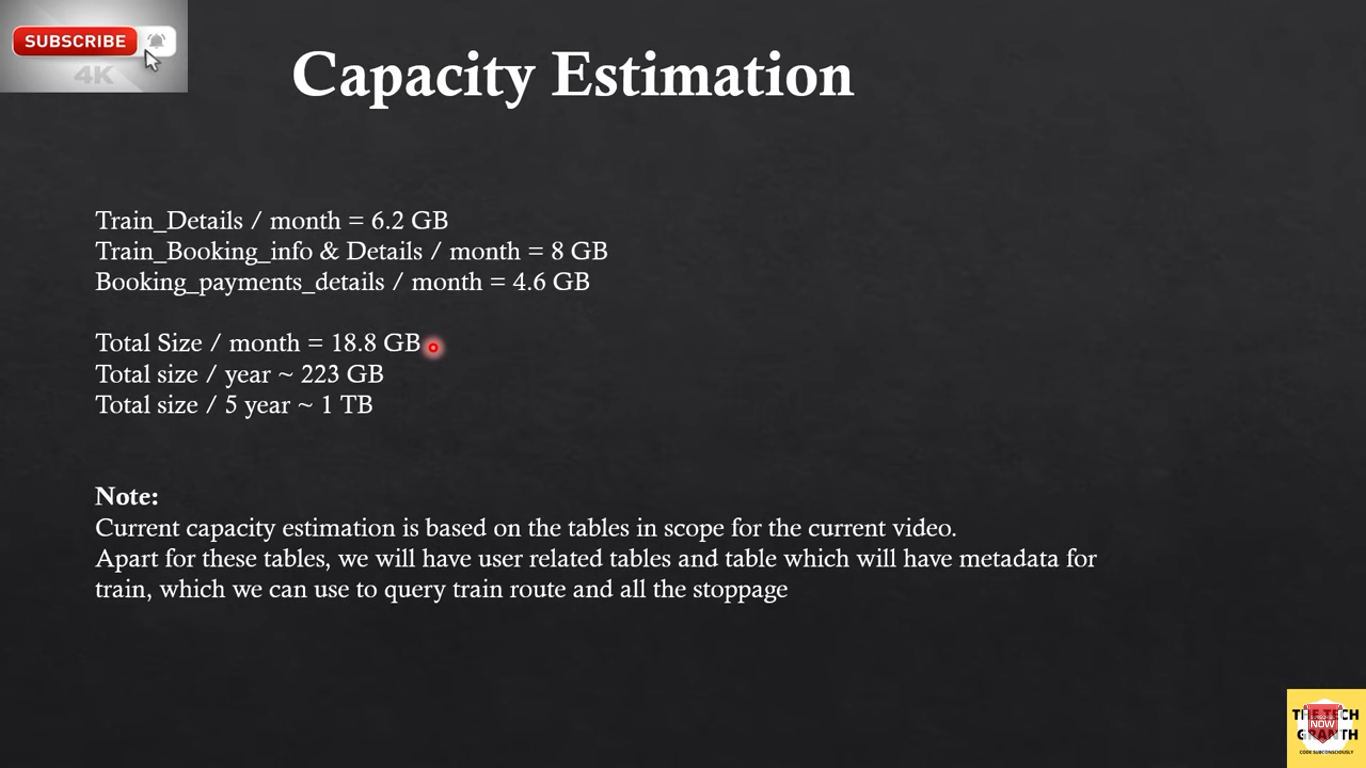 SUBSCRIBE
4K
Capacity Estimation
Train_Details / month = 6.2 GB
Train_Booking_info & Details / month = 8 GB
Booking_payments_details / month = 4.6 GB
Total Size / month = 18.8 GB
Total size / year ~ 223 GB
Total size / 5 year ~ 1 TB
Note:
Current capacity estimation is based on the tables in scope for the current video.
Apart for these tables, we will have user related tables and table which will have metadata for
train, which we can use to query train route and all the stoppage
NOW
CODE SUBCONSCIOUSLY